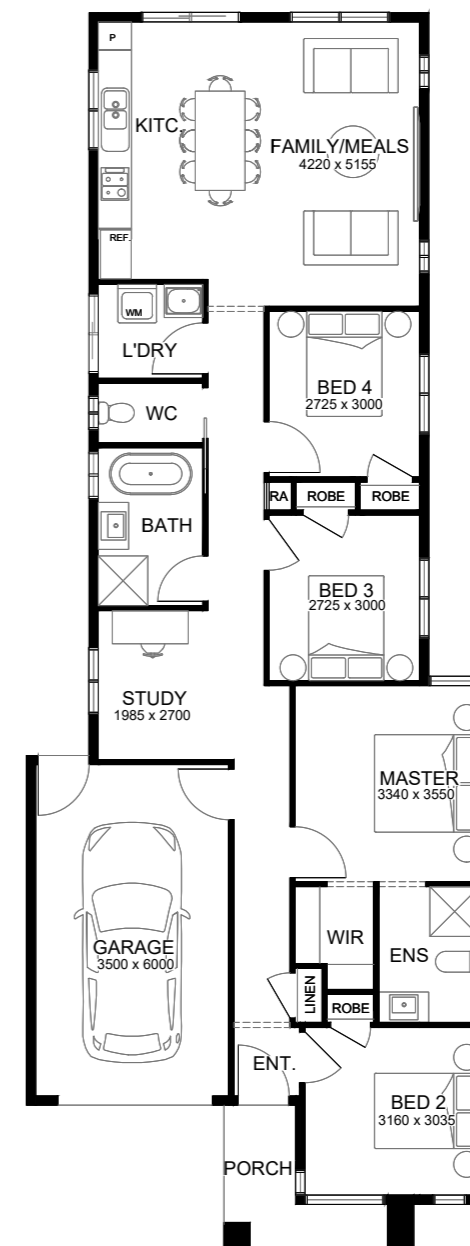 P
KITC.
FAMILY/MEALS
4220 x 5155
REF.
WM
L'DRY
BED 4
2725 x 3000
WC
RA
ROBE
ROBE
BATH
BED 3
2725 x 3000
STUDY
1985 x 2700
MASTER
3340 x 3550
GARAGE
3500 x 6000
WIR
ENS
LINEN
ROBE
ENT.
BED 2
3160 x 3035
PORCH